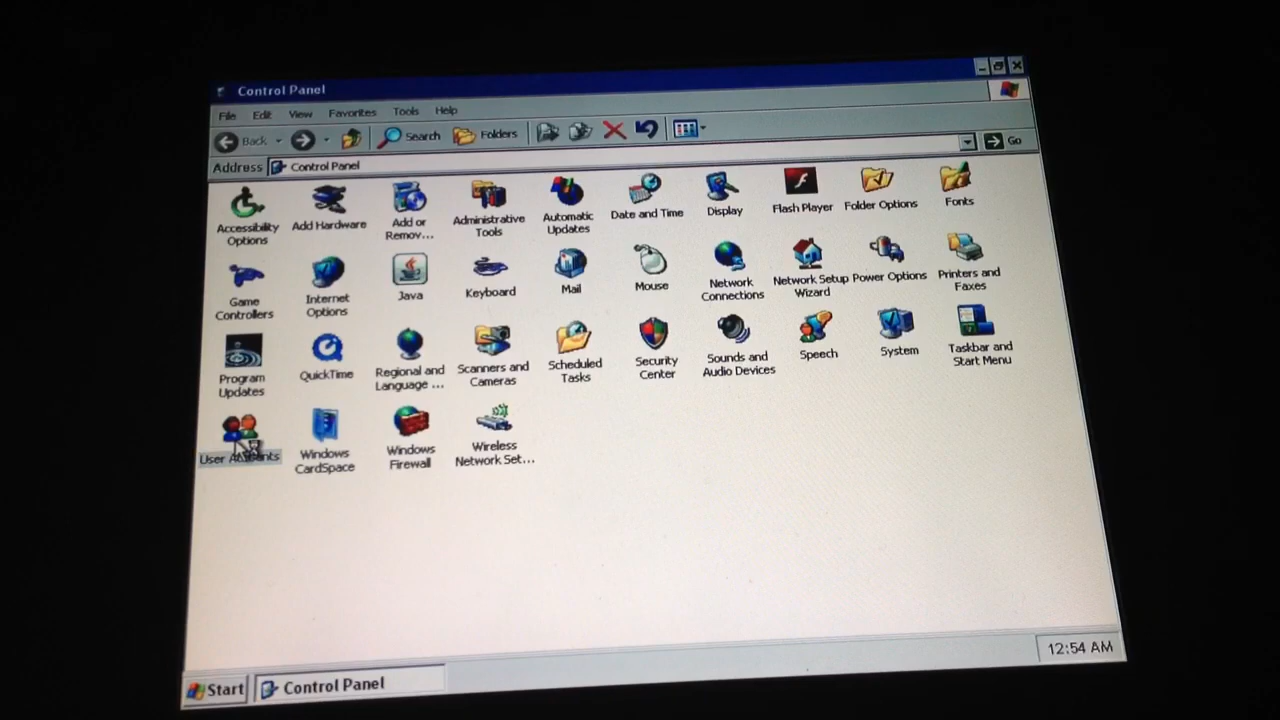 Control Panel
File Edit View Favorites Tools Help
Back Search Folders
Address Control Panel Go
Accessibility Options
Add Hardware
Add or Remov...
Administrative Tools
Automatic Updates
Date and Time
Display
Flash Player
Folder Options
Fonts
Game Controllers
Internet Options
Java
Keyboard
Mail
Mouse
Network Connections
Network Setup Wizard
Power Options
Printers and Faxes
Program Updates
QuickTime
Regional and Language ...
Scanners and Cameras
Scheduled Tasks
Security Center
Sounds and Audio Devices
Speech
System
Taskbar and Start Menu
User Accounts
Windows CardSpace
Windows Firewall
Wireless Network Set...
12:54 AM
Start Control Panel